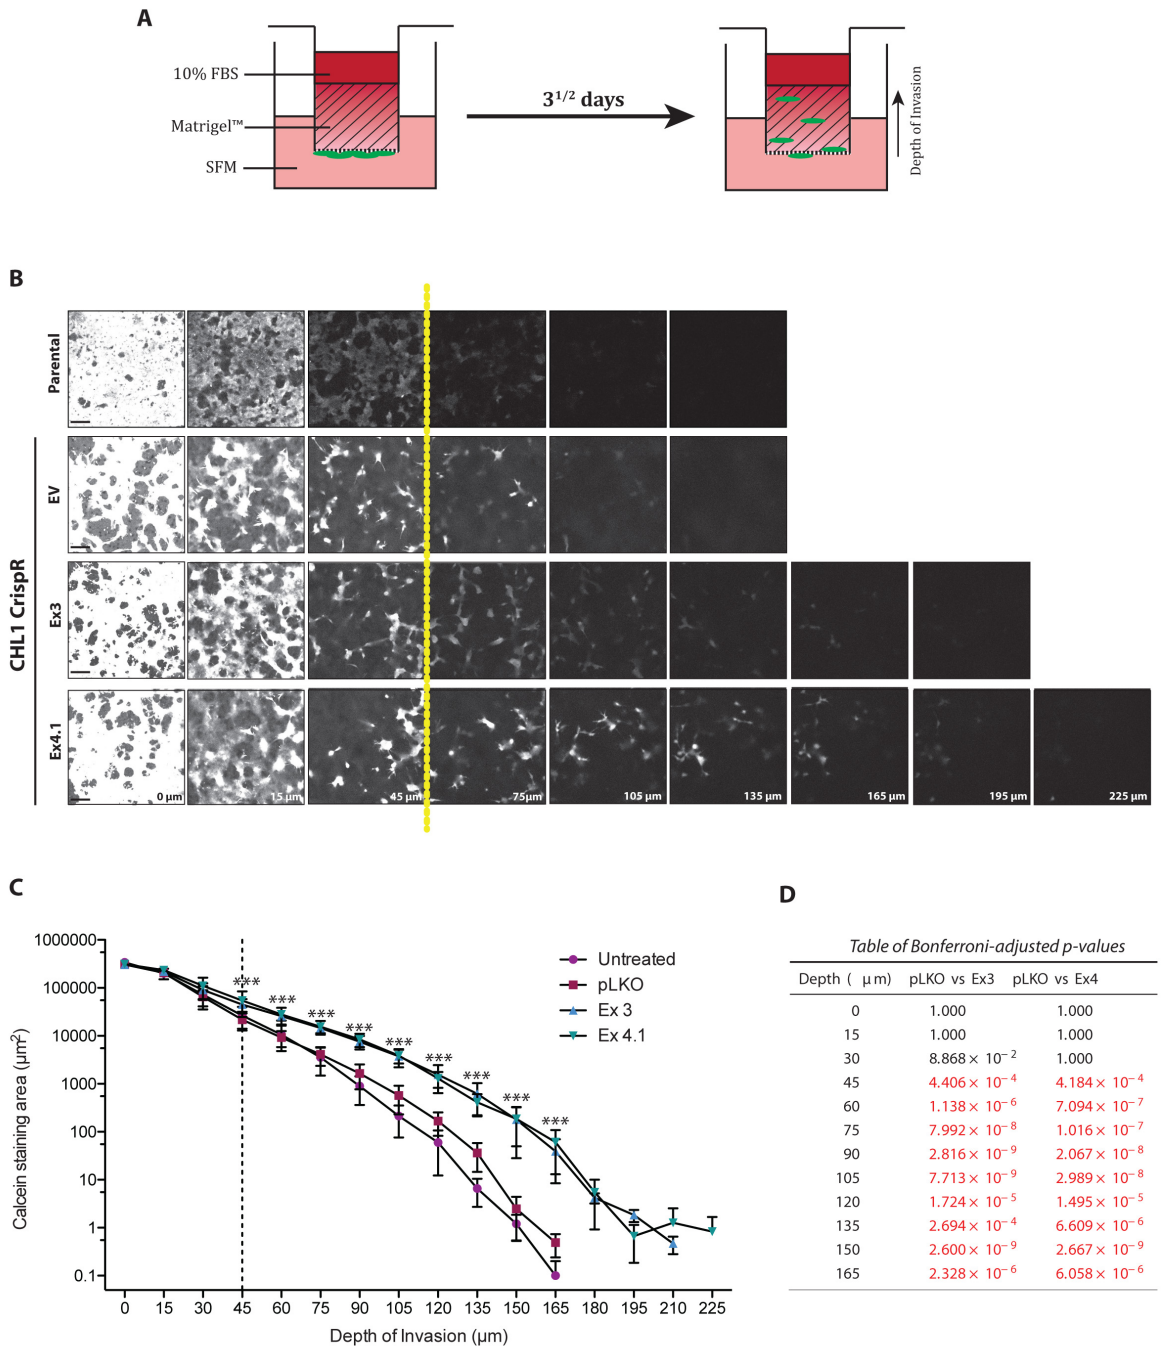 A
10% FBS
Matrigel™
SFM
3 1/2 days
Depth of Invasion
B
Parental
CHL1 CrispR
EV
Ex3
Ex4.1
0 µm
15 µm
45 µm
75µm
105 µm
135 µm
165 µm
195 µm
225 µm
C
Calcein staining area (µm²)
1000000
100000
10000
1000
100
10
1
0.1
*** *** *** *** *** *** *** *** ***
Untreated
pLKO
Ex 3
Ex 4.1
0 15 30 45 60 75 90 105 120 135 150 165 180 195 210 225
Depth of Invasion (µm)
D
Table of Bonferroni-adjusted p-values
Depth ( µm) pLKO vs Ex3 pLKO vs Ex4
0 1.000 1.000
15 1.000 1.000
30 8.868 × 10⁻² 1.000
45 4.406 × 10⁻⁴ 4.184 × 10⁻⁴
60 1.138 × 10⁻⁶ 7.094 × 10⁻⁷
75 7.992 × 10⁻⁸ 1.016 × 10⁻⁷
90 2.816 × 10⁻⁹ 2.067 × 10⁻⁸
105 7.713 × 10⁻⁹ 2.989 × 10⁻⁸
120 1.724 × 10⁻⁵ 1.495 × 10⁻⁵
135 2.694 × 10⁻⁴ 6.609 × 10⁻⁶
150 2.600 × 10⁻⁹ 2.667 × 10⁻⁹
165 2.328 × 10⁻⁶ 6.058 × 10⁻⁶